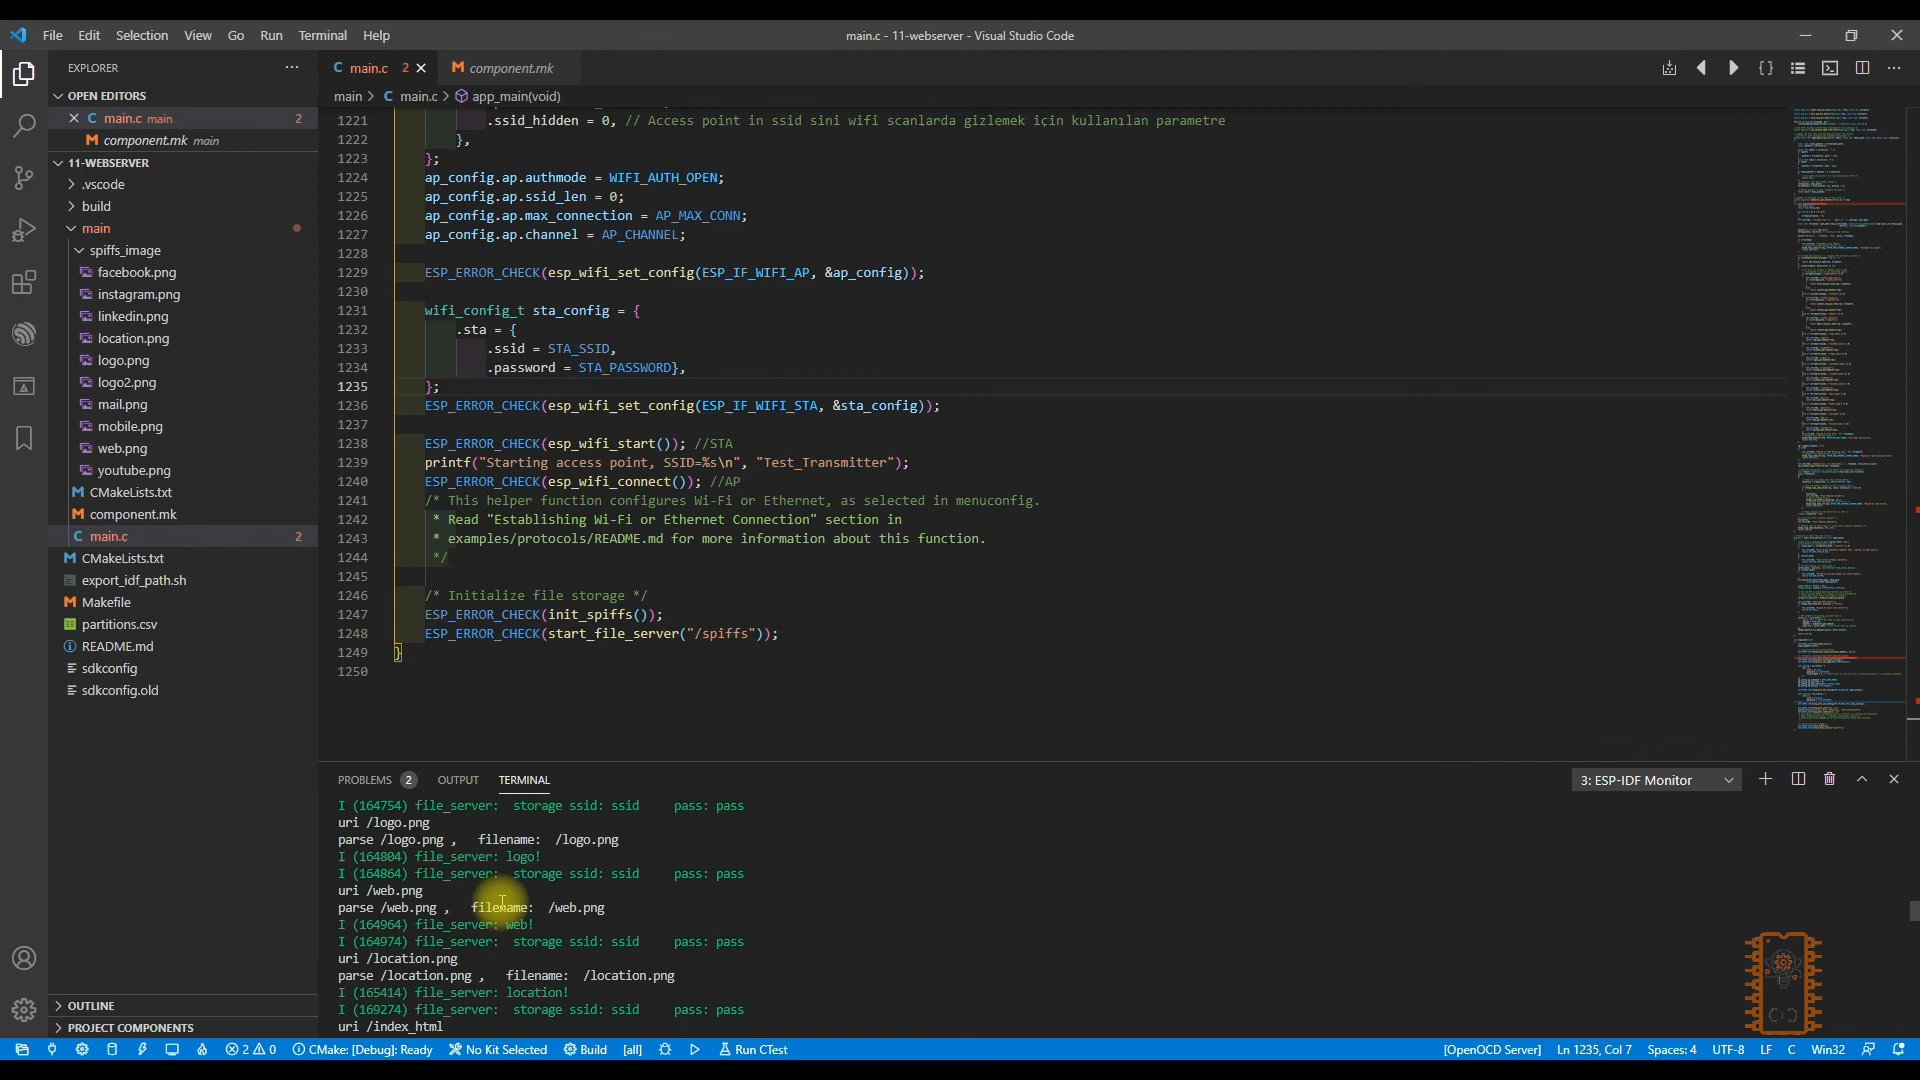 File Edit Selection View Go Run Terminal Help
main.c - 11-webserver - Visual Studio Code
EXPLORER
OPEN EDITORS
main.c main 2
component.mk main
11-WEBSERVER
.vscode
build
main
spiffs_image
facebook.png
instagram.png
linkedin.png
location.png
logo.png
logo2.png
mail.png
mobile.png
web.png
youtube.png
CMakeLists.txt
component.mk
main.c 2
CMakeLists.txt
export_idf_path.sh
Makefile
partitions.csv
README.md
sdkconfig
sdkconfig.old
OUTLINE
PROJECT COMPONENTS
main.c 2 component.mk
main > main.c > app_main(void)
1221 .ssid_hidden = 0, // Access point in ssid sini wifi scanlarda gizlemek için kullanılan parametre
1222 },
1223 };
1224 ap_config.ap.authmode = WIFI_AUTH_OPEN;
1225 ap_config.ap.ssid_len = 0;
1226 ap_config.ap.max_connection = AP_MAX_CONN;
1227 ap_config.ap.channel = AP_CHANNEL;
1228
1229 ESP_ERROR_CHECK(esp_wifi_set_config(ESP_IF_WIFI_AP, &ap_config));
1230
1231 wifi_config_t sta_config = {
1232 .sta = {
1233 .ssid = STA_SSID,
1234 .password = STA_PASSWORD},
1235 };
1236 ESP_ERROR_CHECK(esp_wifi_set_config(ESP_IF_WIFI_STA, &sta_config));
1237
1238 ESP_ERROR_CHECK(esp_wifi_start()); //STA
1239 printf("Starting access point, SSID=%s\n", "Test_Transmitter");
1240 ESP_ERROR_CHECK(esp_wifi_connect()); //AP
1241 /* This helper function configures Wi-Fi or Ethernet, as selected in menuconfig.
1242 * Read "Establishing Wi-Fi or Ethernet Connection" section in
1243 * examples/protocols/README.md for more information about this function.
1244 */
1245
1246 /* Initialize file storage */
1247 ESP_ERROR_CHECK(init_spiffs());
1248 ESP_ERROR_CHECK(start_file_server("/spiffs"));
1249 }
1250
PROBLEMS 2 OUTPUT TERMINAL
3: ESP-IDF Monitor
I (164754) file_server: storage ssid: ssid pass: pass
uri /logo.png
parse /logo.png , filename: /logo.png
I (164804) file_server: logo!
I (164864) file_server: storage ssid: ssid pass: pass
uri /web.png
parse /web.png , filename: /web.png
I (164964) file_server: web!
I (164974) file_server: storage ssid: ssid pass: pass
uri /location.png
parse /location.png , filename: /location.png
I (165414) file_server: location!
I (169274) file_server: storage ssid: ssid pass: pass
uri /index_html
2 0 CMake: [Debug]: Ready No Kit Selected Build [all] Run CTest
[OpenOCD Server] Ln 1235, Col 7 Spaces: 4 UTF-8 LF C Win32